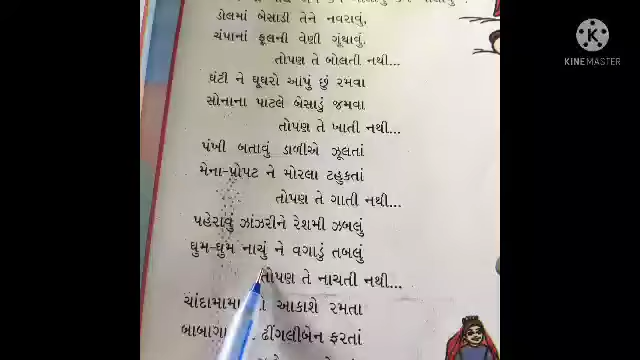 ડોલમાં બેસાડી તેને નવરાવું,
ચંપાનાં ફૂલની વેણી ગૂંથાવું.
તોપણ તે બોલતી નથી...
ઘંટી ને ઘૂઘરો આપું છું રમવા
સોનાના પાટલે બેસાડું જમવા
તોપણ તે ખાતી નથી...
પંખી બતાવું ડાળીએ ઝૂલતાં
મેના-પોપટ ને મોરલા ટહુકતાં
તોપણ તે ગાતી નથી...
પહેરાવું ઝાંઝરીને રેશમી ઝબલું
ઘુમ-ઘુમ નાચું ને વગાડું તબલું
તોપણ તે નાચતી નથી...
ચાંદામામા આકાશે રમતા
ઢીંગલીબેન ફરતાં
KINEMASTER